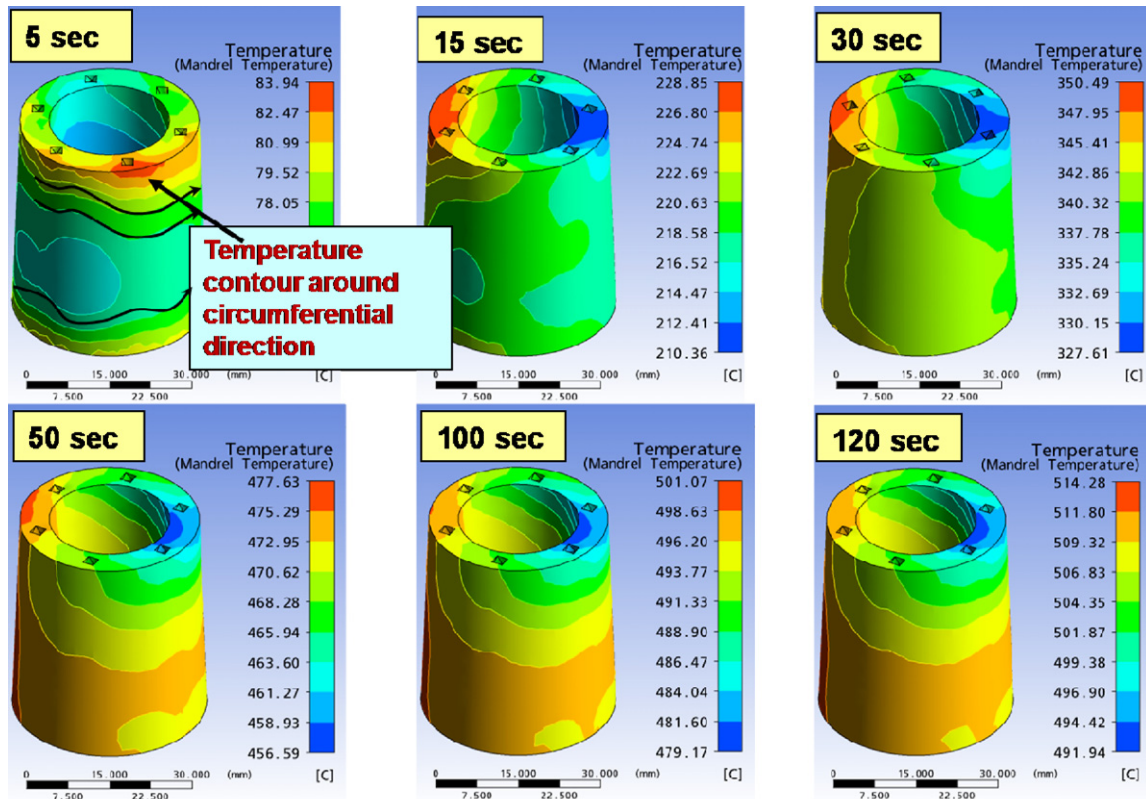 5 sec
Temperature
(Mandrel Temperature)
83.94
82.47
80.99
79.52
78.05
Temperature
contour around
circumferential
direction
0 15.000 30.000 (mm)
7.500 22.500
[C]
15 sec
Temperature
(Mandrel Temperature)
228.85
226.80
224.74
222.69
220.63
218.58
216.52
214.47
212.41
210.36
0 15.000 30.000 (mm)
7.500 22.500
[C]
30 sec
Temperature
(Mandrel Temperature)
350.49
347.95
345.41
342.86
340.32
337.78
335.24
332.69
330.15
327.61
0 15.000 30.000 (mm)
7.500 22.500
[C]
50 sec
Temperature
(Mandrel Temperature)
477.63
475.29
472.95
470.62
468.28
465.94
463.60
461.27
458.93
456.59
0 15.000 30.000 (mm)
7.500 22.500
[C]
100 sec
Temperature
(Mandrel Temperature)
501.07
498.63
496.20
493.77
491.33
488.90
486.47
484.04
481.60
479.17
0 15.000 30.000 (mm)
7.500 22.500
[C]
120 sec
Temperature
(Mandrel Temperature)
514.28
511.80
509.32
506.83
504.35
501.87
499.38
496.90
494.42
491.94
0 15.000 30.000 (mm)
7.500 22.500
[C]